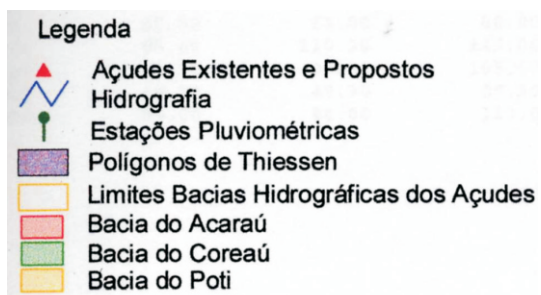 Legenda
Açudes Existentes e Propostos
Hidrografia
Estações Pluviométricas
Polígonos de Thiessen
Limites Bacias Hidrográficas dos Açudes
Bacia do Acaraú
Bacia do Coreaú
Bacia do Poti